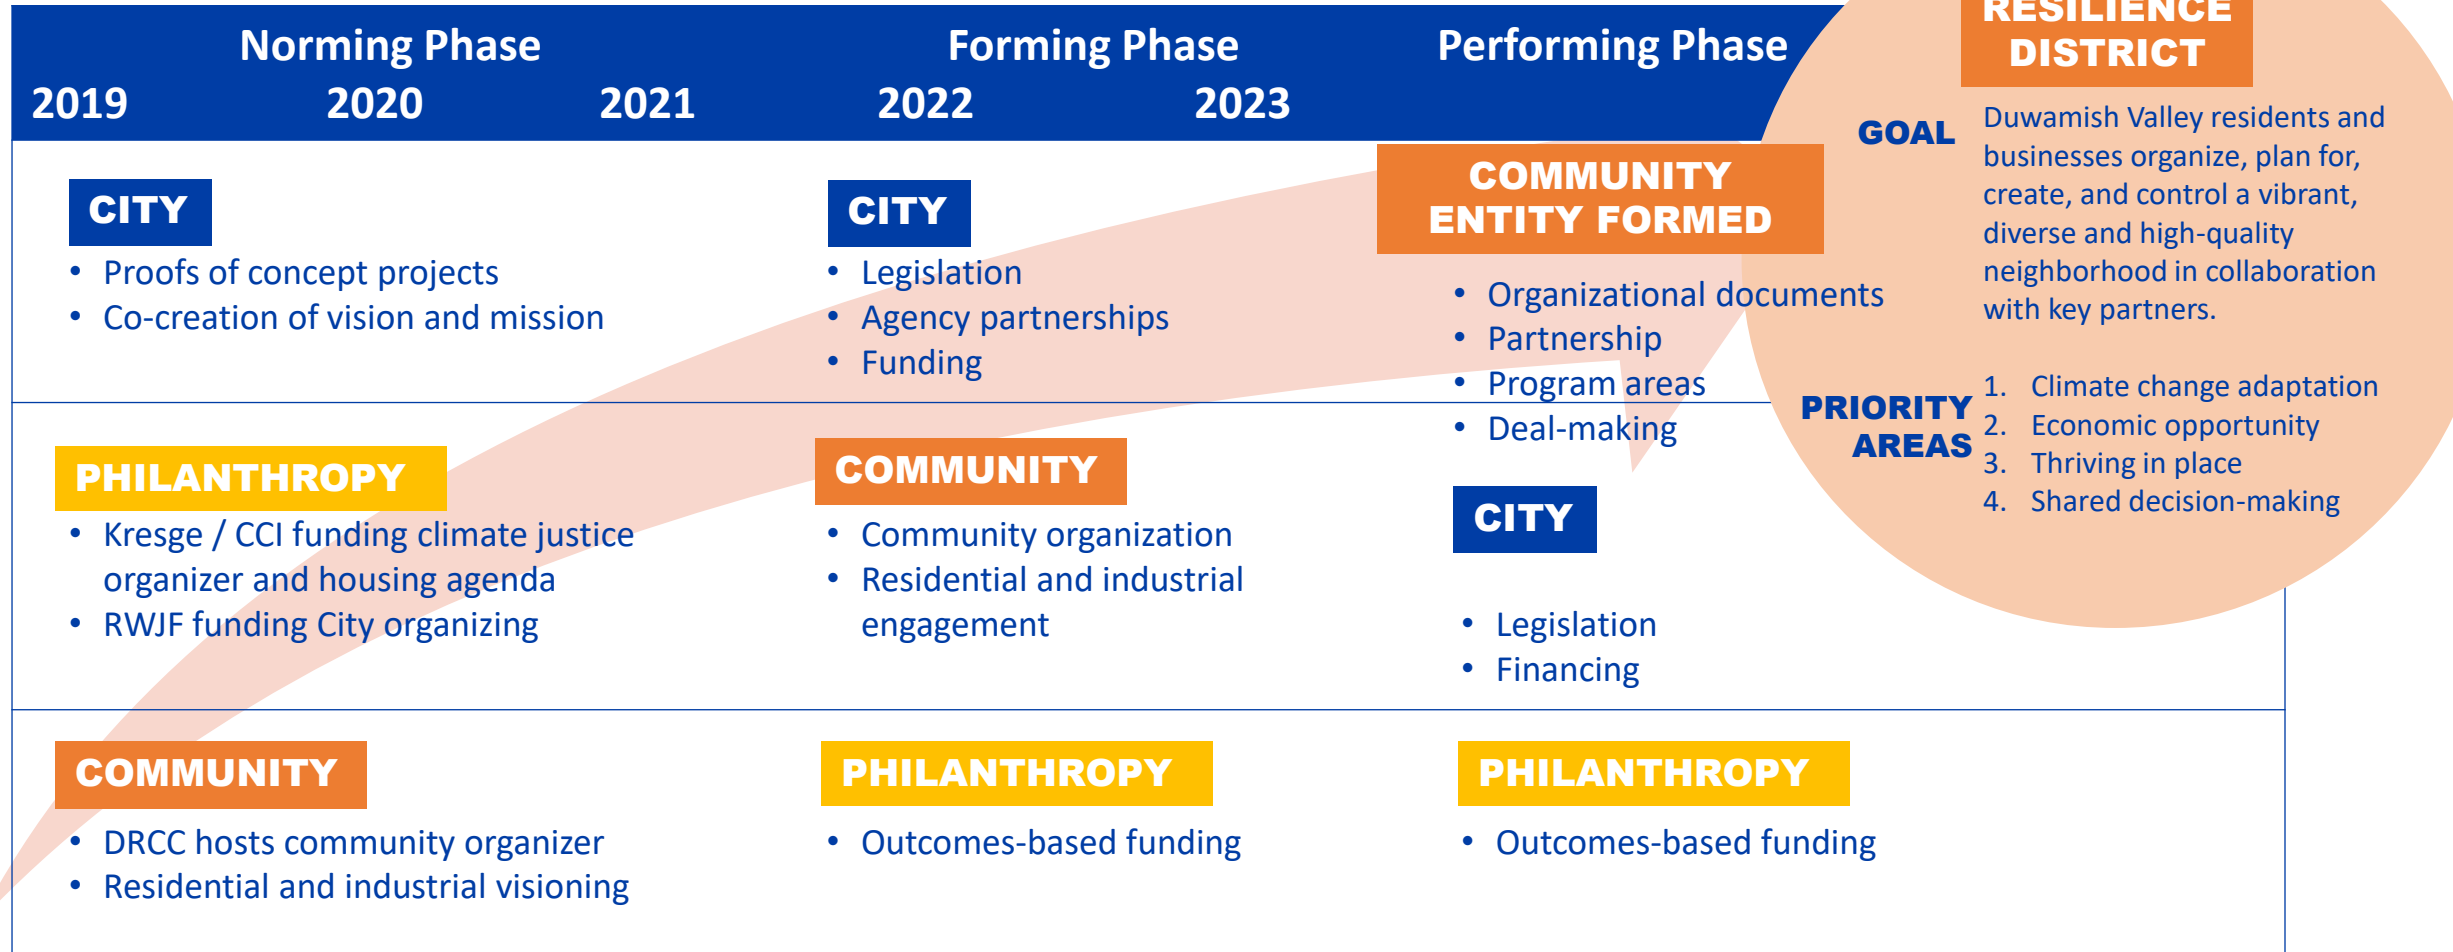 Norming Phase
Forming Phase
Performing Phase
2019
2020
2021
2022
2023
CITY
• Proofs of concept projects
• Co-creation of vision and mission
PHILANTHROPY
• Kresge / CCI funding climate justice
organizer and housing agenda
• RWJF funding City organizing
COMMUNITY
• DRCC hosts community organizer
• Residential and industrial visioning
CITY
• Legislation
• Agency partnerships
• Funding
COMMUNITY
• Community organization
• Residential and industrial
engagement
PHILANTHROPY
• Outcomes-based funding
COMMUNITY
ENTITY FORMED
• Organizational documents
• Partnership
• Program areas
• Deal-making
CITY
• Legislation
• Financing
PHILANTHROPY
• Outcomes-based funding
RESILIENCE
DISTRICT
GOAL
Duwamish Valley residents and
businesses organize, plan for,
create, and control a vibrant,
diverse and high-quality
neighborhood in collaboration
with key partners.
PRIORITY
AREAS
1. Climate change adaptation
2. Economic opportunity
3. Thriving in place
4. Shared decision-making